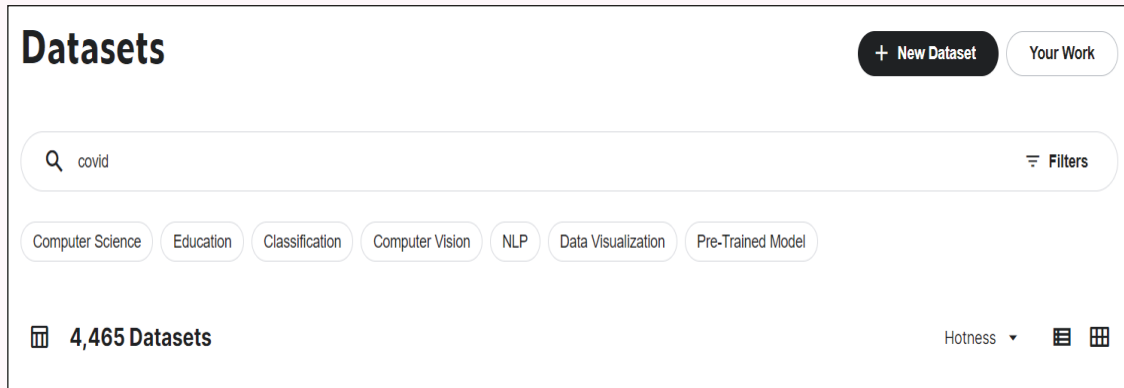 Datasets
+ New Dataset
Your Work
covid
Filters
Computer Science
Education
Classification
Computer Vision
NLP
Data Visualization
Pre-Trained Model
4,465 Datasets
Hotness